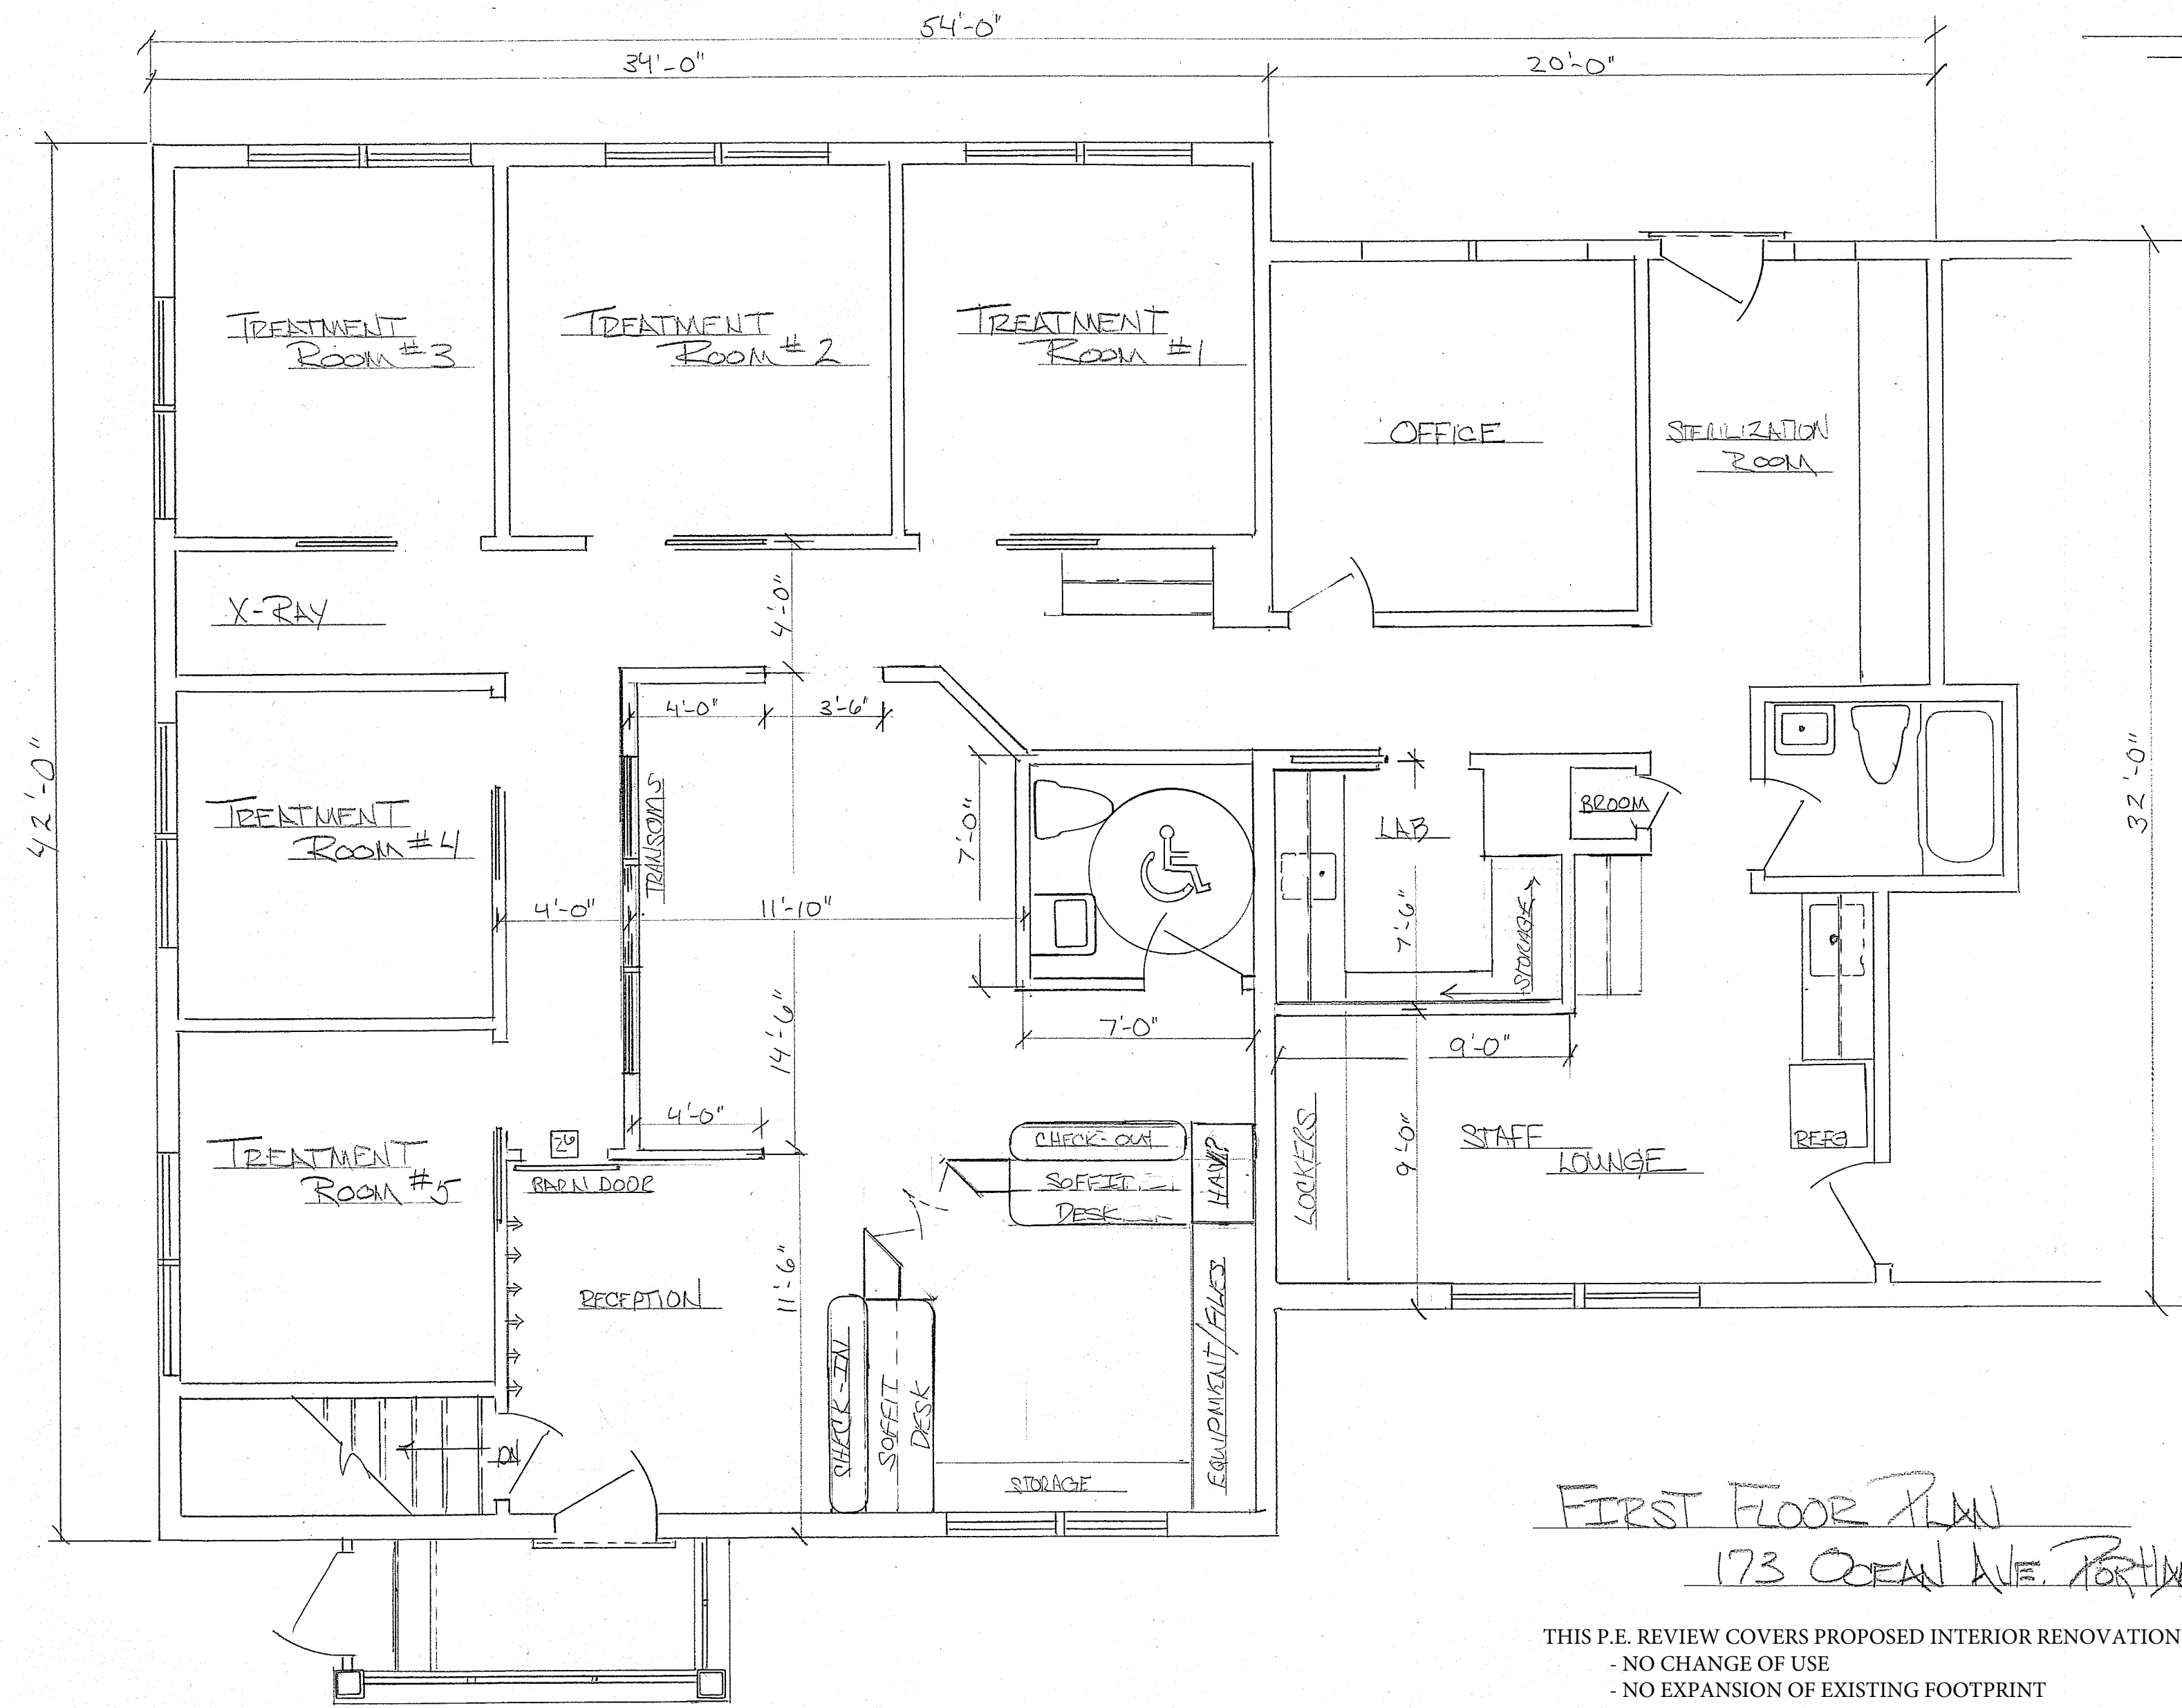 54'-0"
34'-0"
20'-0"
TREATMENT
ROOM #3
TREATMENT
ROOM #2
TREATMENT
ROOM #1
OFFICE
STERILIZATION
ROOM
X-RAY
4'-0"
4'-0"
3'-6"
42'-0"
32'-0"
TREATMENT
ROOM #4
TRANSOMS
7'-0"
LAB
BROOM
4'-0"
11'-10"
7'-6"
STORAGE
14'-6"
7'-0"
9'-0"
4'-0"
TREATMENT
ROOM #5
BARN DOOR
CHECK-OUT
SOFFIT
DESK
LOCKERS
9'-0"
STAFF
LOUNGE
REFG
RECEPTION
11'-6"
CHECK-IN
SOFFIT
DESK
EQUIPMENT/FILES
DN
STORAGE
FIRST FLOOR PLAN
173 OCEAN AVE.
THIS P.E. REVIEW COVERS PROPOSED INTERIOR RENOVATION
- NO CHANGE OF USE
- NO EXPANSION OF EXISTING FOOTPRINT